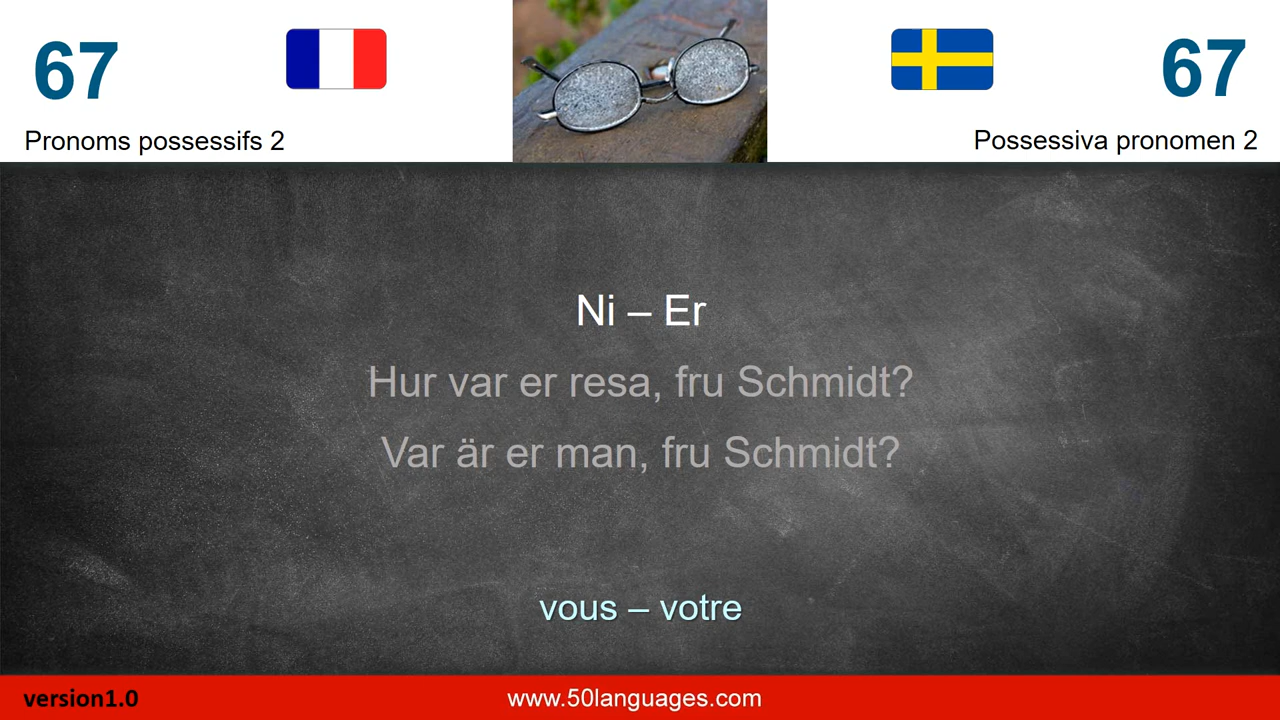 67
67
Pronoms possessifs 2
Possessiva pronomen 2
Ni – Er
Hur var er resa, fru Schmidt?
Var är er man, fru Schmidt?
vous – votre
version1.0
www.50languages.com